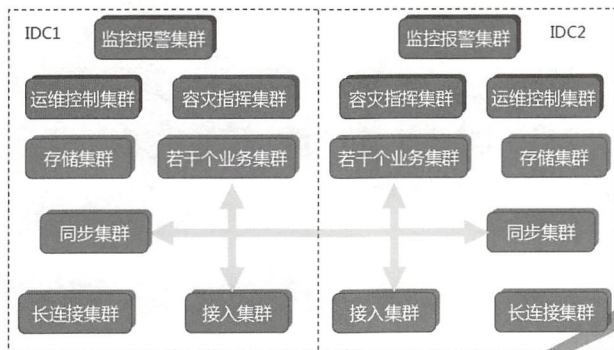 IDC1
监控报警集群
监控报警集群
IDC2
运维控制集群
容灾指挥集群
容灾指挥集群
运维控制集群
存储集群
若干个业务集群
若干个业务集群
存储集群
同步集群
同步集群
长连接集群
接入集群
接入集群
长连接集群